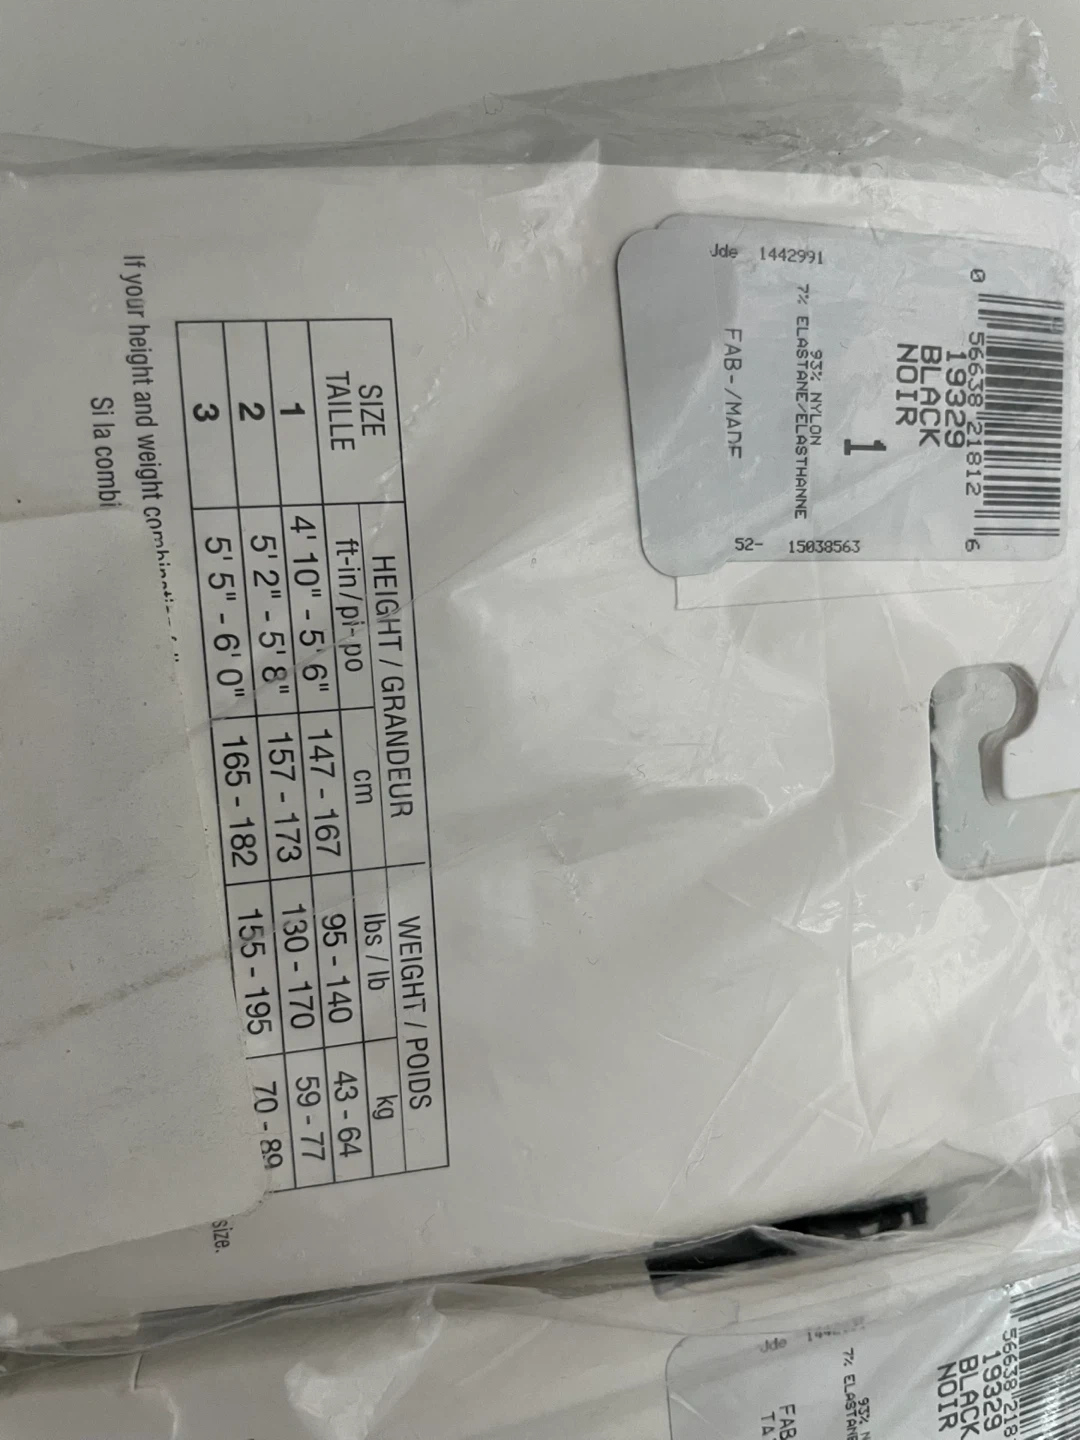 0 56638 21812 6
19329
BLACK
NOIR
1
93% NYLON
7% ELASTANE/ELASTHANNE
FAB-/MADE
Jde 1442991
52- 15038563
SIZE HEIGHT / GRANDEUR WEIGHT / POIDS
TAILLE ft-in/pi-po cm lbs / lb kg
1 4' 10" - 5' 6" 147 - 167 95 - 140 43 - 64
2 5' 2" - 5' 8" 157 - 173 130 - 170 59 - 77
3 5' 5" - 6' 0" 165 - 182 155 - 195 70 - 89
If your height and weight size.
Si la combi
56638 218
19329
BLACK
NOIR
93% N
7% ELASTANE
FAB
Jde